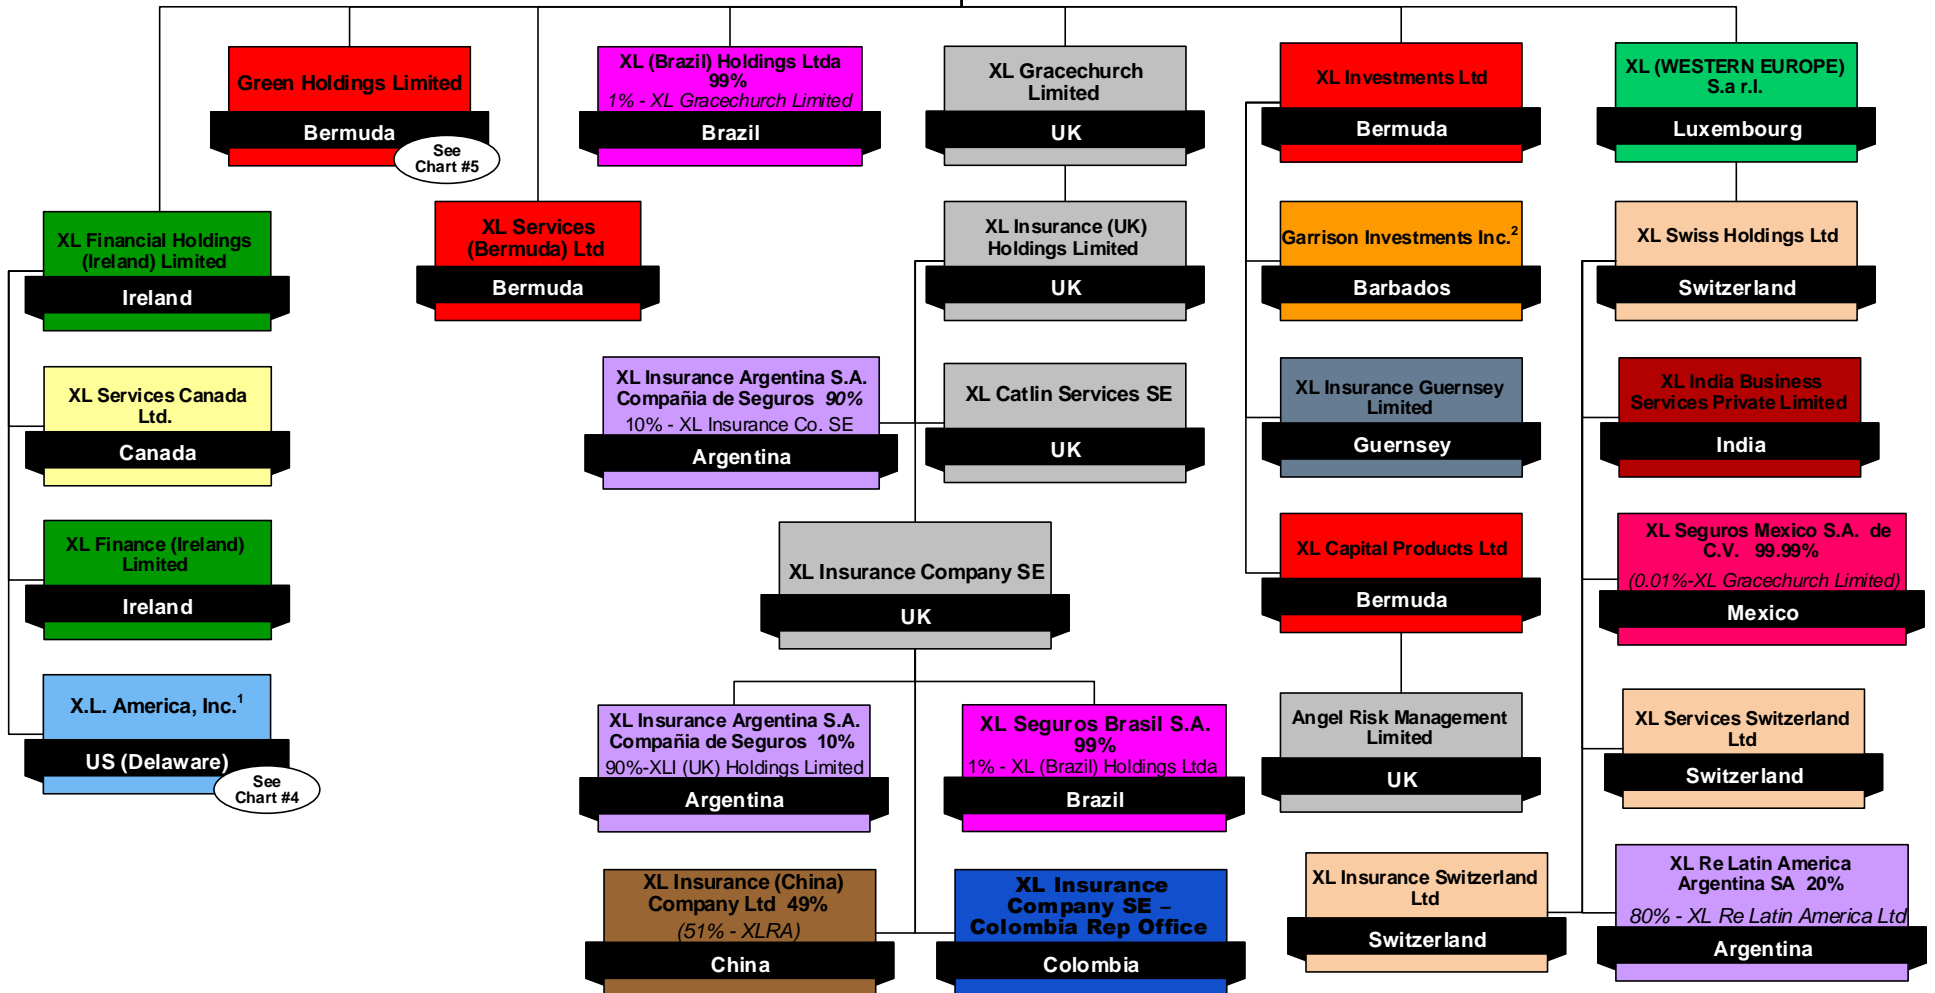 Green Holdings Limited
Bermuda
See
Chart #5
XL (Brazil) Holdings Ltda
99%
1% - XL Gracechurch Limited
Brazil
XL Gracechurch
Limited
UK
XL Investments Ltd
Bermuda
XL (WESTERN EUROPE)
S.a r.l.
Luxembourg
XL Financial Holdings
(Ireland) Limited
Ireland
XL Services
(Bermuda) Ltd
Bermuda
XL Insurance (UK)
Holdings Limited
UK
Garrison Investments Inc.2
Barbados
XL Swiss Holdings Ltd
Switzerland
XL Services Canada
Ltd.
Canada
XL Insurance Argentina S.A.
Compañia de Seguros 90%
10% - XL Insurance Co. SE
Argentina
XL Catlin Services SE
UK
XL Insurance Guernsey
Limited
Guernsey
XL India Business
Services Private Limited
India
XL Finance (Ireland)
Limited
Ireland
XL Insurance Company SE
UK
XL Capital Products Ltd
Bermuda
XL Seguros Mexico S.A. de
C.V. 99.99%
(0.01%-XL Gracechurch Limited)
Mexico
X.L. America, Inc.1
US (Delaware)
See
Chart #4
XL Insurance Argentina S.A.
Compañia de Seguros 10%
90%-XLI (UK) Holdings Limited
Argentina
XL Seguros Brasil S.A.
99%
1% - XL (Brazil) Holdings Ltda
Brazil
Angel Risk Management
Limited
UK
XL Services Switzerland
Ltd
Switzerland
XL Insurance (China)
Company Ltd 49%
(51% - XLRA)
China
XL Insurance
Company SE –
Colombia Rep Office
Colombia
XL Insurance Switzerland
Ltd
Switzerland
XL Re Latin America
Argentina SA 20%
80% - XL Re Latin America Ltd
Argentina